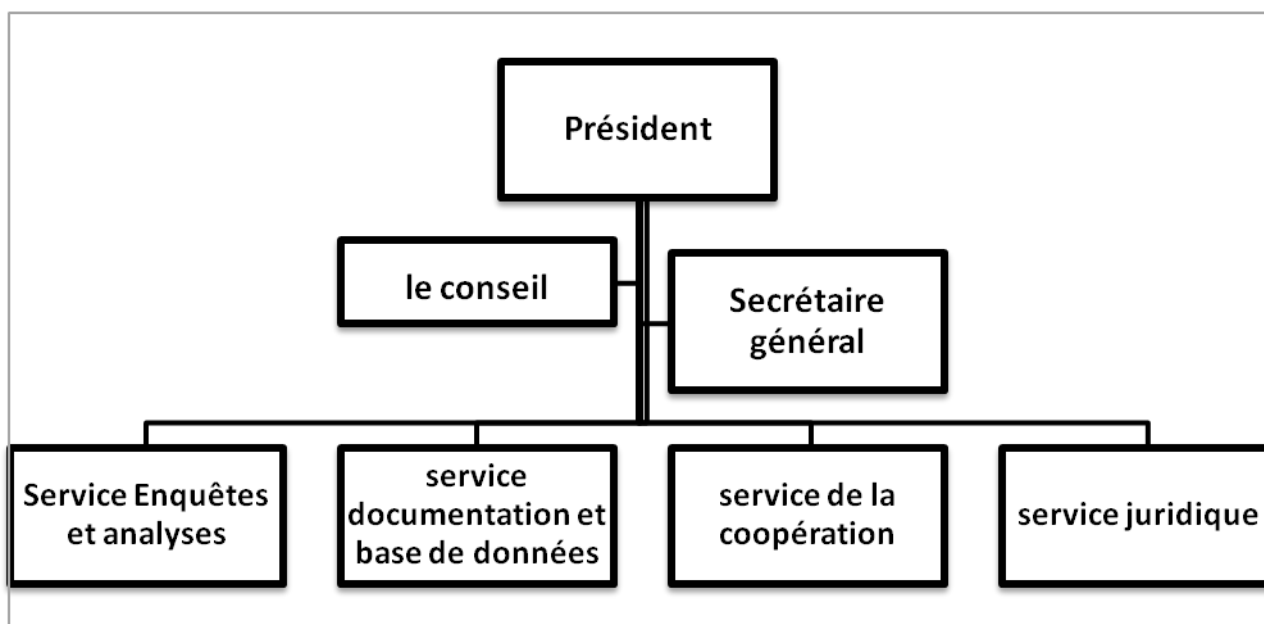 Président
le conseil
Secrétaire
général
Service Enquêtes
et analyses
service
documentation et
base de données
service de la
coopération
service juridique